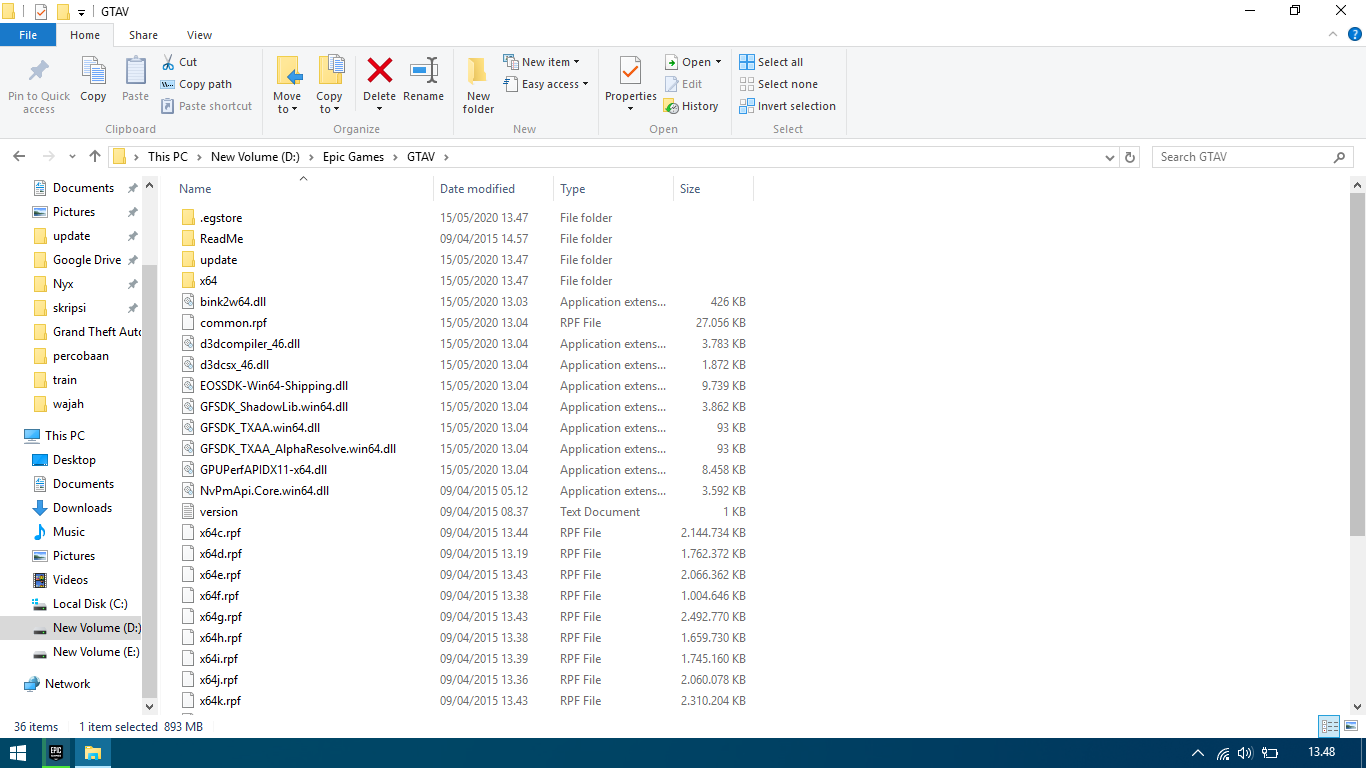 GTAV
File Home Share View
Pin to Quick access
Copy
Paste
Cut
Copy path
Paste shortcut
Clipboard
Move to
Copy to
Delete
Rename
Organize
New folder
New item
Easy access
New
Properties
Open
Edit
History
Open
Select all
Select none
Invert selection
Select
This PC New Volume (D:) Epic Games GTAV
Search GTAV
Documents
Pictures
update
Google Drive
Nyx
skripsi
Grand Theft Auto
percobaan
train
wajah
This PC
Desktop
Documents
Downloads
Music
Pictures
Videos
Local Disk (C:)
New Volume (D:)
New Volume (E:)
Network
Name Date modified Type Size
.egstore 15/05/2020 13.47 File folder
ReadMe 09/04/2015 14.57 File folder
update 15/05/2020 13.47 File folder
x64 15/05/2020 13.47 File folder
bink2w64.dll 15/05/2020 13.03 Application extens... 426 KB
common.rpf 15/05/2020 13.04 RPF File 27.056 KB
d3dcompiler_46.dll 15/05/2020 13.04 Application extens... 3.783 KB
d3dcsx_46.dll 15/05/2020 13.04 Application extens... 1.872 KB
EOSSDK-Win64-Shipping.dll 15/05/2020 13.04 Application extens... 9.739 KB
GFSDK_ShadowLib.win64.dll 15/05/2020 13.04 Application extens... 3.862 KB
GFSDK_TXAA.win64.dll 15/05/2020 13.04 Application extens... 93 KB
GFSDK_TXAA_AlphaResolve.win64.dll 15/05/2020 13.04 Application extens... 93 KB
GPUPerfAPIDX11-x64.dll 15/05/2020 13.04 Application extens... 8.458 KB
NvPmApi.Core.win64.dll 09/04/2015 05.12 Application extens... 3.592 KB
version 09/04/2015 08.37 Text Document 1 KB
x64c.rpf 09/04/2015 13.44 RPF File 2.144.734 KB
x64d.rpf 09/04/2015 13.19 RPF File 1.762.372 KB
x64e.rpf 09/04/2015 13.43 RPF File 2.066.362 KB
x64f.rpf 09/04/2015 13.38 RPF File 1.004.646 KB
x64g.rpf 09/04/2015 13.43 RPF File 2.492.770 KB
x64h.rpf 09/04/2015 13.38 RPF File 1.659.730 KB
x64i.rpf 09/04/2015 13.39 RPF File 1.745.160 KB
x64j.rpf 09/04/2015 13.36 RPF File 2.060.078 KB
x64k.rpf 09/04/2015 13.43 RPF File 2.310.204 KB
36 items 1 item selected 893 MB
EPIC
13.48